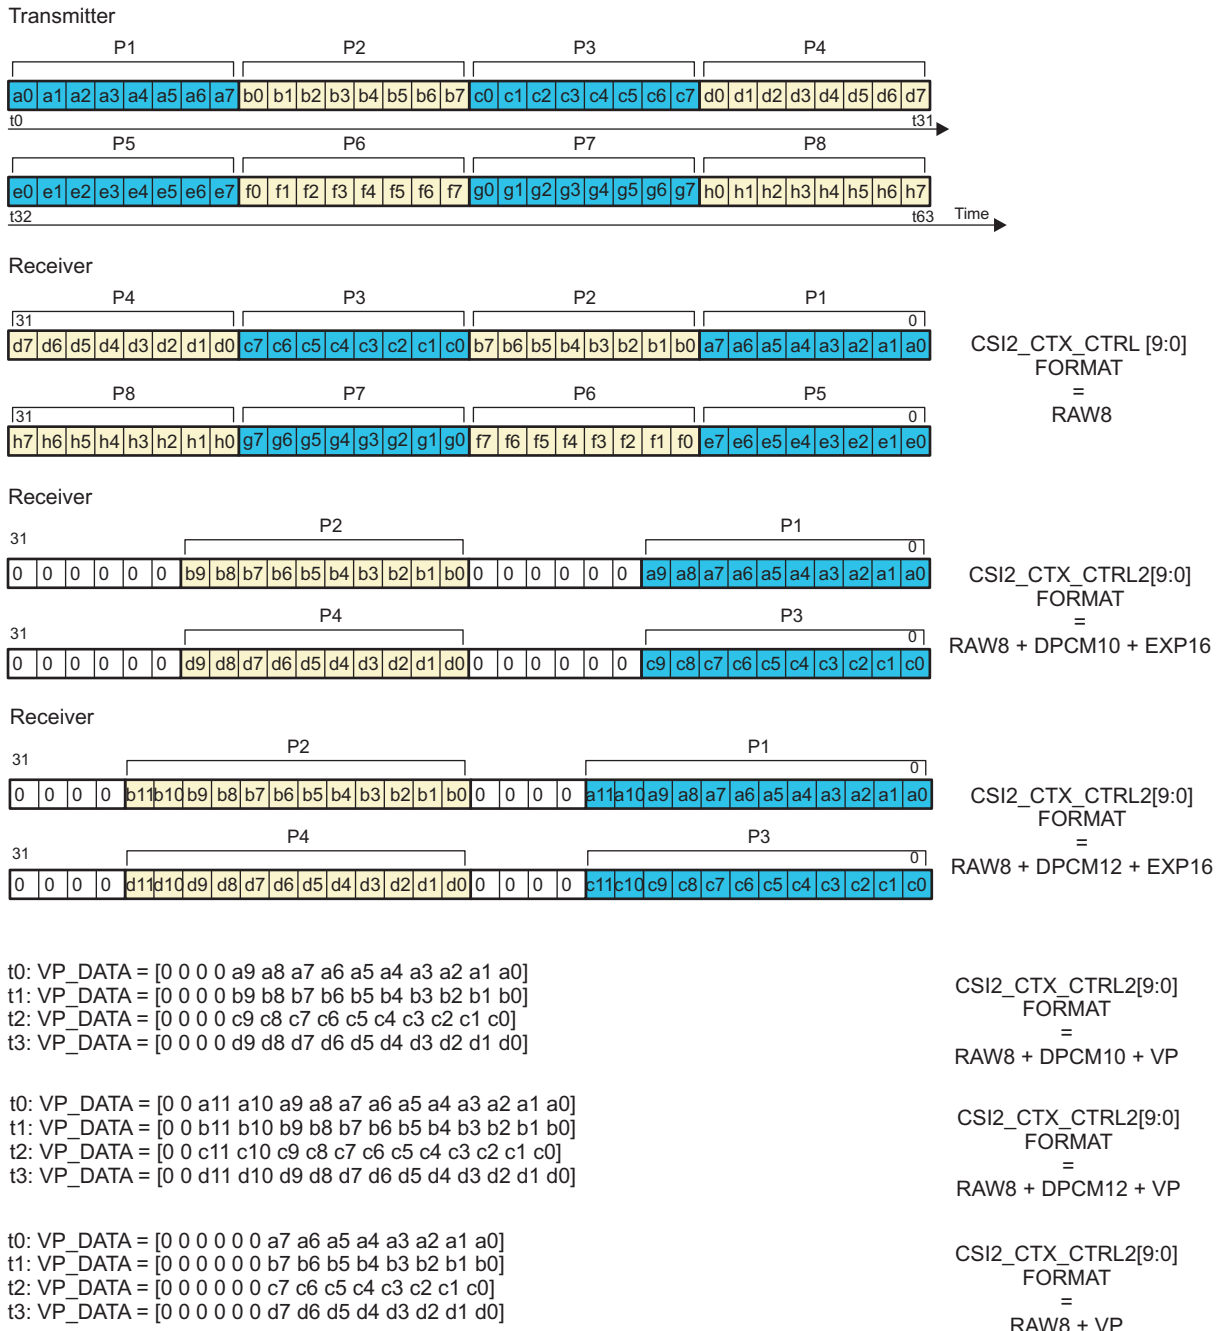 Transmitter
P1 P2 P3 P4
a0 a1 a2 a3 a4 a5 a6 a7 b0 b1 b2 b3 b4 b5 b6 b7 c0 c1 c2 c3 c4 c5 c6 c7 d0 d1 d2 d3 d4 d5 d6 d7
t0 t31
P5 P6 P7 P8
e0 e1 e2 e3 e4 e5 e6 e7 f0 f1 f2 f3 f4 f5 f6 f7 g0 g1 g2 g3 g4 g5 g6 g7 h0 h1 h2 h3 h4 h5 h6 h7
t32 t63 Time
Receiver
P4 P3 P2 P1
31 0
d7 d6 d5 d4 d3 d2 d1 d0 c7 c6 c5 c4 c3 c2 c1 c0 b7 b6 b5 b4 b3 b2 b1 b0 a7 a6 a5 a4 a3 a2 a1 a0
P8 P7 P6 P5
31 0
h7 h6 h5 h4 h3 h2 h1 h0 g7 g6 g5 g4 g3 g2 g1 g0 f7 f6 f5 f4 f3 f2 f1 f0 e7 e6 e5 e4 e3 e2 e1 e0
CSI2_CTX_CTRL [9:0]
FORMAT
=
RAW8
Receiver
P2 P1
31 0
0 0 0 0 0 0 b9 b8 b7 b6 b5 b4 b3 b2 b1 b0 0 0 0 0 0 0 a9 a8 a7 a6 a5 a4 a3 a2 a1 a0
P4 P3
31 0
0 0 0 0 0 0 d9 d8 d7 d6 d5 d4 d3 d2 d1 d0 0 0 0 0 0 0 c9 c8 c7 c6 c5 c4 c3 c2 c1 c0
CSI2_CTX_CTRL2[9:0]
FORMAT
=
RAW8 + DPCM10 + EXP16
Receiver
P2 P1
31 0
0 0 0 0 b11 b10 b9 b8 b7 b6 b5 b4 b3 b2 b1 b0 0 0 0 0 a11 a10 a9 a8 a7 a6 a5 a4 a3 a2 a1 a0
P4 P3
31 0
0 0 0 0 d11 d10 d9 d8 d7 d6 d5 d4 d3 d2 d1 d0 0 0 0 0 c11 c10 c9 c8 c7 c6 c5 c4 c3 c2 c1 c0
CSI2_CTX_CTRL2[9:0]
FORMAT
=
RAW8 + DPCM12 + EXP16
t0: VP_DATA = [0 0 0 0 a9 a8 a7 a6 a5 a4 a3 a2 a1 a0]
t1: VP_DATA = [0 0 0 0 b9 b8 b7 b6 b5 b4 b3 b2 b1 b0]
t2: VP_DATA = [0 0 0 0 c9 c8 c7 c6 c5 c4 c3 c2 c1 c0]
t3: VP_DATA = [0 0 0 0 d9 d8 d7 d6 d5 d4 d3 d2 d1 d0]
CSI2_CTX_CTRL2[9:0]
FORMAT
=
RAW8 + DPCM10 + VP
t0: VP_DATA = [0 0 a11 a10 a9 a8 a7 a6 a5 a4 a3 a2 a1 a0]
t1: VP_DATA = [0 0 b11 b10 b9 b8 b7 b6 b5 b4 b3 b2 b1 b0]
t2: VP_DATA = [0 0 c11 c10 c9 c8 c7 c6 c5 c4 c3 c2 c1 c0]
t3: VP_DATA = [0 0 d11 d10 d9 d8 d7 d6 d5 d4 d3 d2 d1 d0]
CSI2_CTX_CTRL2[9:0]
FORMAT
=
RAW8 + DPCM12 + VP
t0: VP_DATA = [0 0 0 0 0 0 a7 a6 a5 a4 a3 a2 a1 a0]
t1: VP_DATA = [0 0 0 0 0 0 b7 b6 b5 b4 b3 b2 b1 b0]
t2: VP_DATA = [0 0 0 0 0 0 c7 c6 c5 c4 c3 c2 c1 c0]
t3: VP_DATA = [0 0 0 0 0 0 d7 d6 d5 d4 d3 d2 d1 d0]
CSI2_CTX_CTRL2[9:0]
FORMAT
=
RAW8 + VP